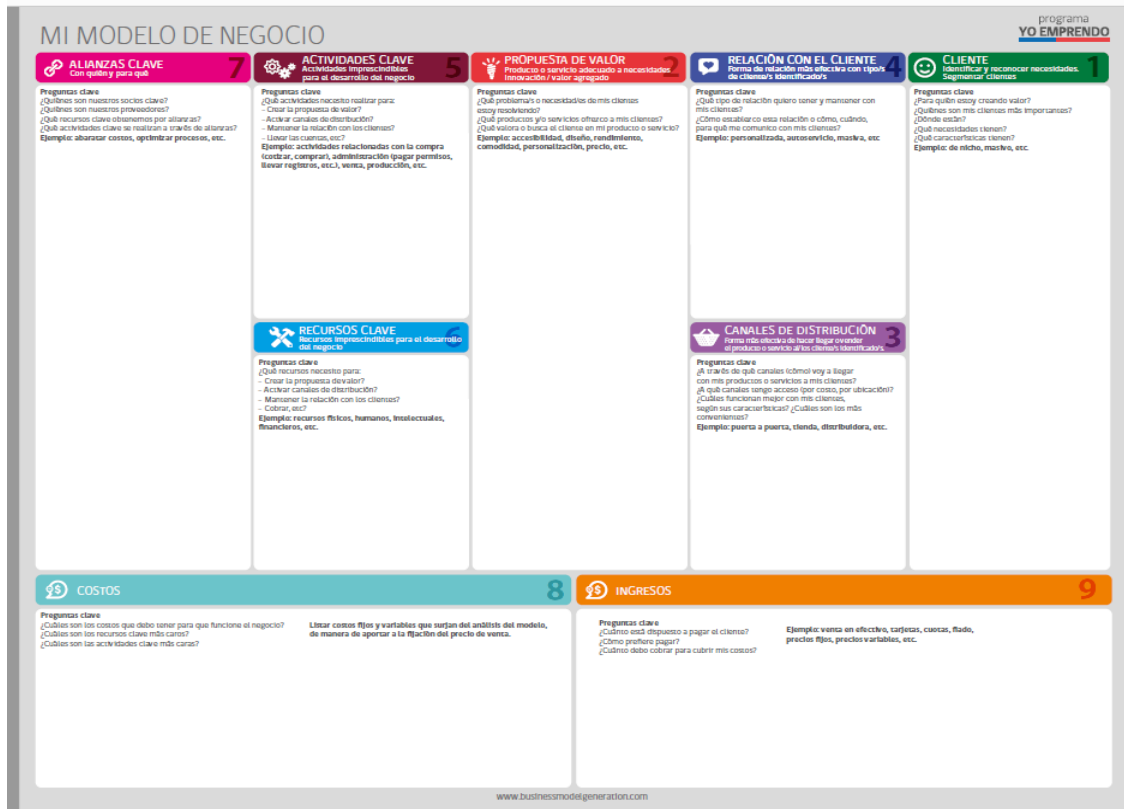 MI MODELO DE NEGOCIO
programa
YO EMPRENDO
ALIANZAS CLAVE
Con quién y para qué
7
Preguntas clave
¿Quiénes son nuestros socios clave?
¿Quiénes son nuestros proveedores?
¿Qué recursos clave obtenemos por alianzas?
¿Qué actividades clave se realizan a través de alianzas?
Ejemplo: abaratar costos, optimizar procesos, etc.
ACTIVIDADES CLAVE
Actividades imprescindibles
para el desarrollo del negocio
5
Preguntas clave
¿Qué actividades necesito realizar para:
- Crear la propuesta de valor?
- Activar canales de distribución?
- Mantener la relación con los clientes?
- Llevar las cuentas, etc?
Ejemplo: actividades relacionadas con la compra
(cotizar, comprar), administración (pagar permisos,
llevar registros, etc.), venta, producción, etc.
RECURSOS CLAVE
Recursos imprescindibles para el desarrollo
del negocio
6
Preguntas clave
¿Qué recursos necesito para:
- Crear la propuesta de valor?
- Activar canales de distribución?
- Mantener la relación con los clientes?
- Cobrar, etc?
Ejemplo: recursos físicos, humanos, intelectuales,
financieros, etc.
PROPUESTA DE VALOR
Producto o servicio adecuado a necesidades
Innovación / valor agregado
2
Preguntas clave
¿Qué problema/s o necesidad/es de mis clientes
estoy resolviendo?
¿Qué productos y/o servicios ofrezco a mis clientes?
¿Qué valora o busca el cliente en mi producto o servicio?
Ejemplo: accesibilidad, diseño, rendimiento,
comodidad, personalización, precio, etc.
RELACIÓN CON EL CLIENTE
Forma de relación más efectiva con tipo/s
de cliente/s identificado/s
4
Preguntas clave
¿Qué tipo de relación quiero tener y mantener con
mis clientes?
¿Cómo establezco esta relación o cómo, cuándo,
para qué me comunico con mis clientes?
Ejemplo: personalizada, autoservicio, masiva, etc
CANALES DE DISTRIBUCIÓN
Forma más efectiva de hacer llegar o vender
el producto o servicio al/los cliente/s identificado/s
3
Preguntas clave
¿A través de qué canales (cómo) voy a llegar
con mis productos o servicios a mis clientes?
¿A qué canales tengo acceso (por costo, por ubicación)?
¿Cuáles funcionan mejor con mis clientes,
según sus características? ¿Cuáles son los más
convenientes?
Ejemplo: puerta a puerta, tienda, distribuidora, etc.
CLIENTE
Identificar y reconocer necesidades.
Segmentar clientes
1
Preguntas clave
¿Para quién estoy creando valor?
¿Quiénes son mis clientes más importantes?
¿Dónde están?
¿Qué necesidades tienen?
¿Qué características tienen?
Ejemplo: de nicho, masivo, etc.
COSTOS
8
Preguntas clave
¿Cuáles son los costos que debo tener para que funcione el negocio?
¿Cuáles son los recursos clave más caros?
¿Cuáles son las actividades clave más caras?
Listar costos fijos y variables que surjan del análisis del modelo,
de manera de aportar a la fijación del precio de venta.
INGRESOS
9
Preguntas clave
¿Cuánto está dispuesto a pagar el cliente?
¿Cómo prefiere pagar?
¿Cuánto debo cobrar para cubrir mis costos?
Ejemplo: venta en efectivo, tarjetas, cuotas, fiado,
precios fijos, precios variables, etc.
www.businessmodelgeneration.com